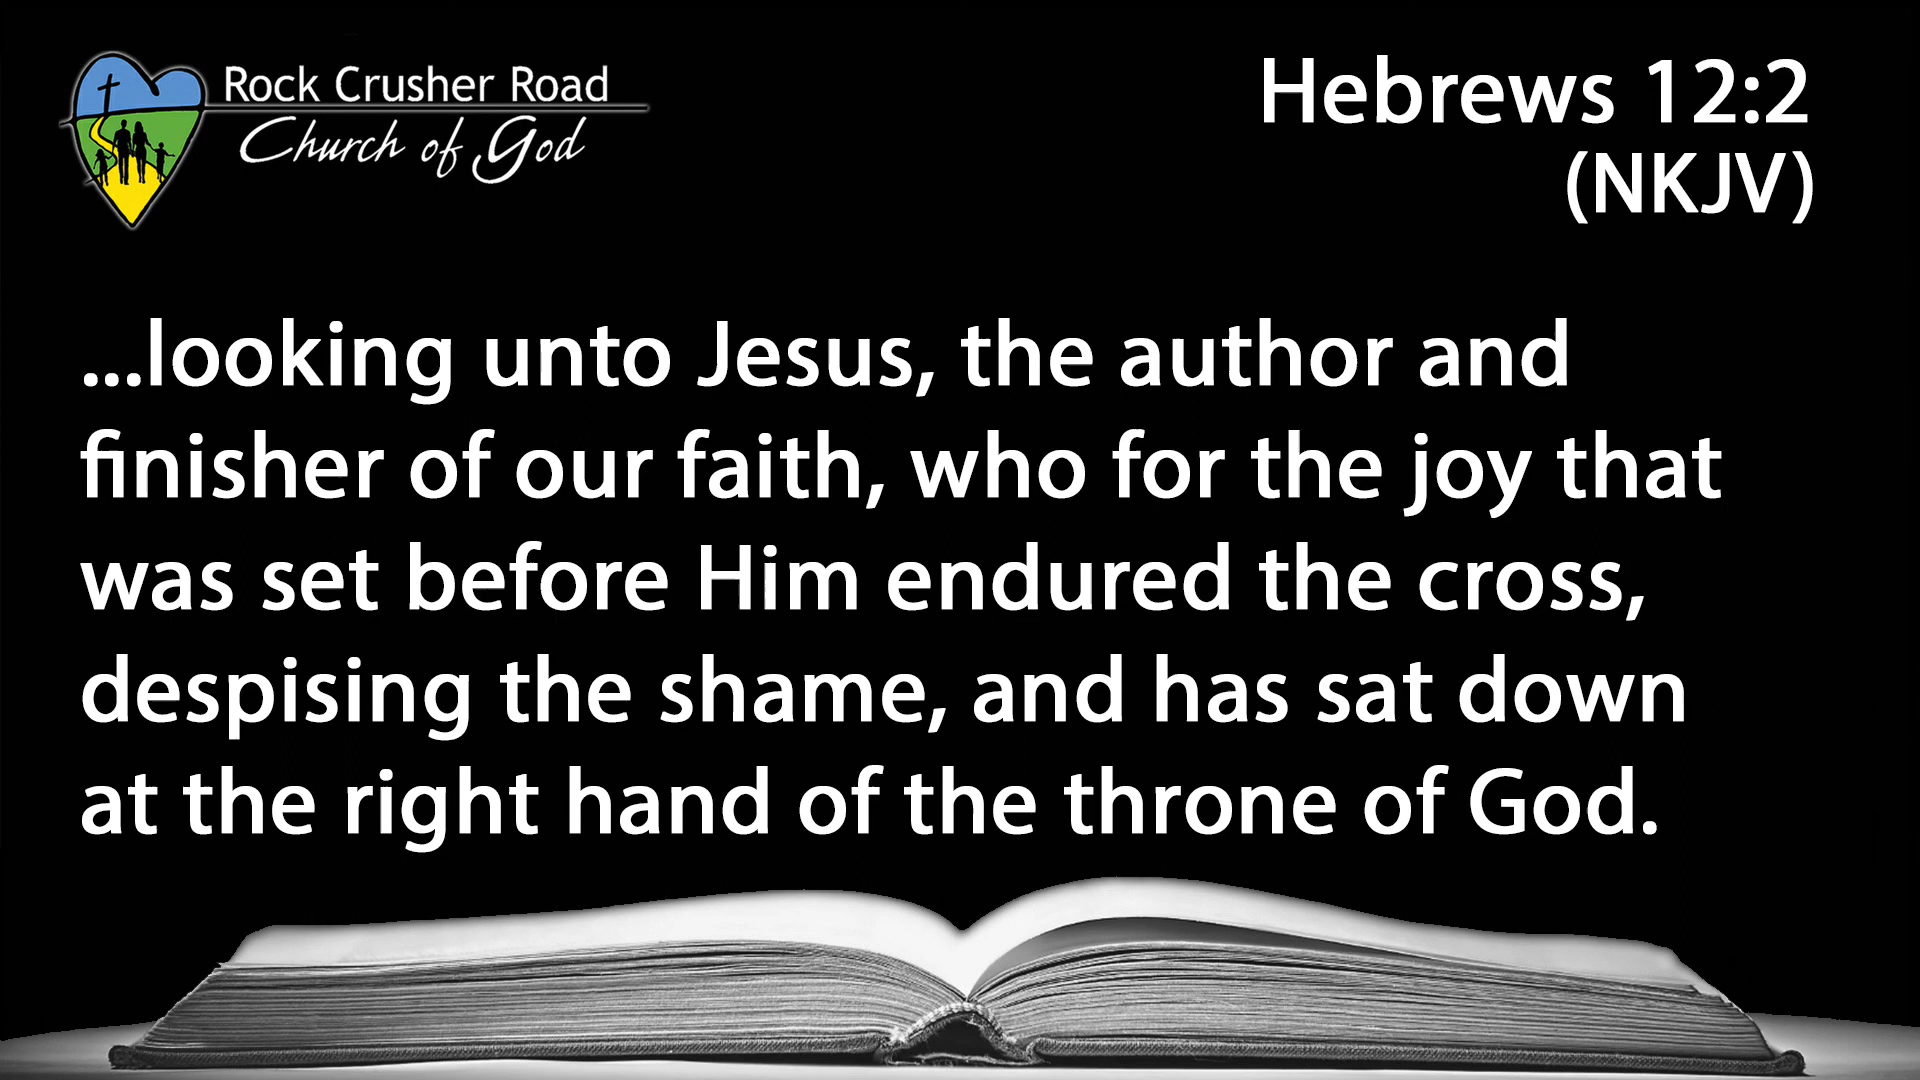 Rock Crusher Road
Church of God
Hebrews 12:2
(NKJV)
...looking unto Jesus, the author and
finisher of our faith, who for the joy that
was set before Him endured the cross,
despising the shame, and has sat down
at the right hand of the throne of God.